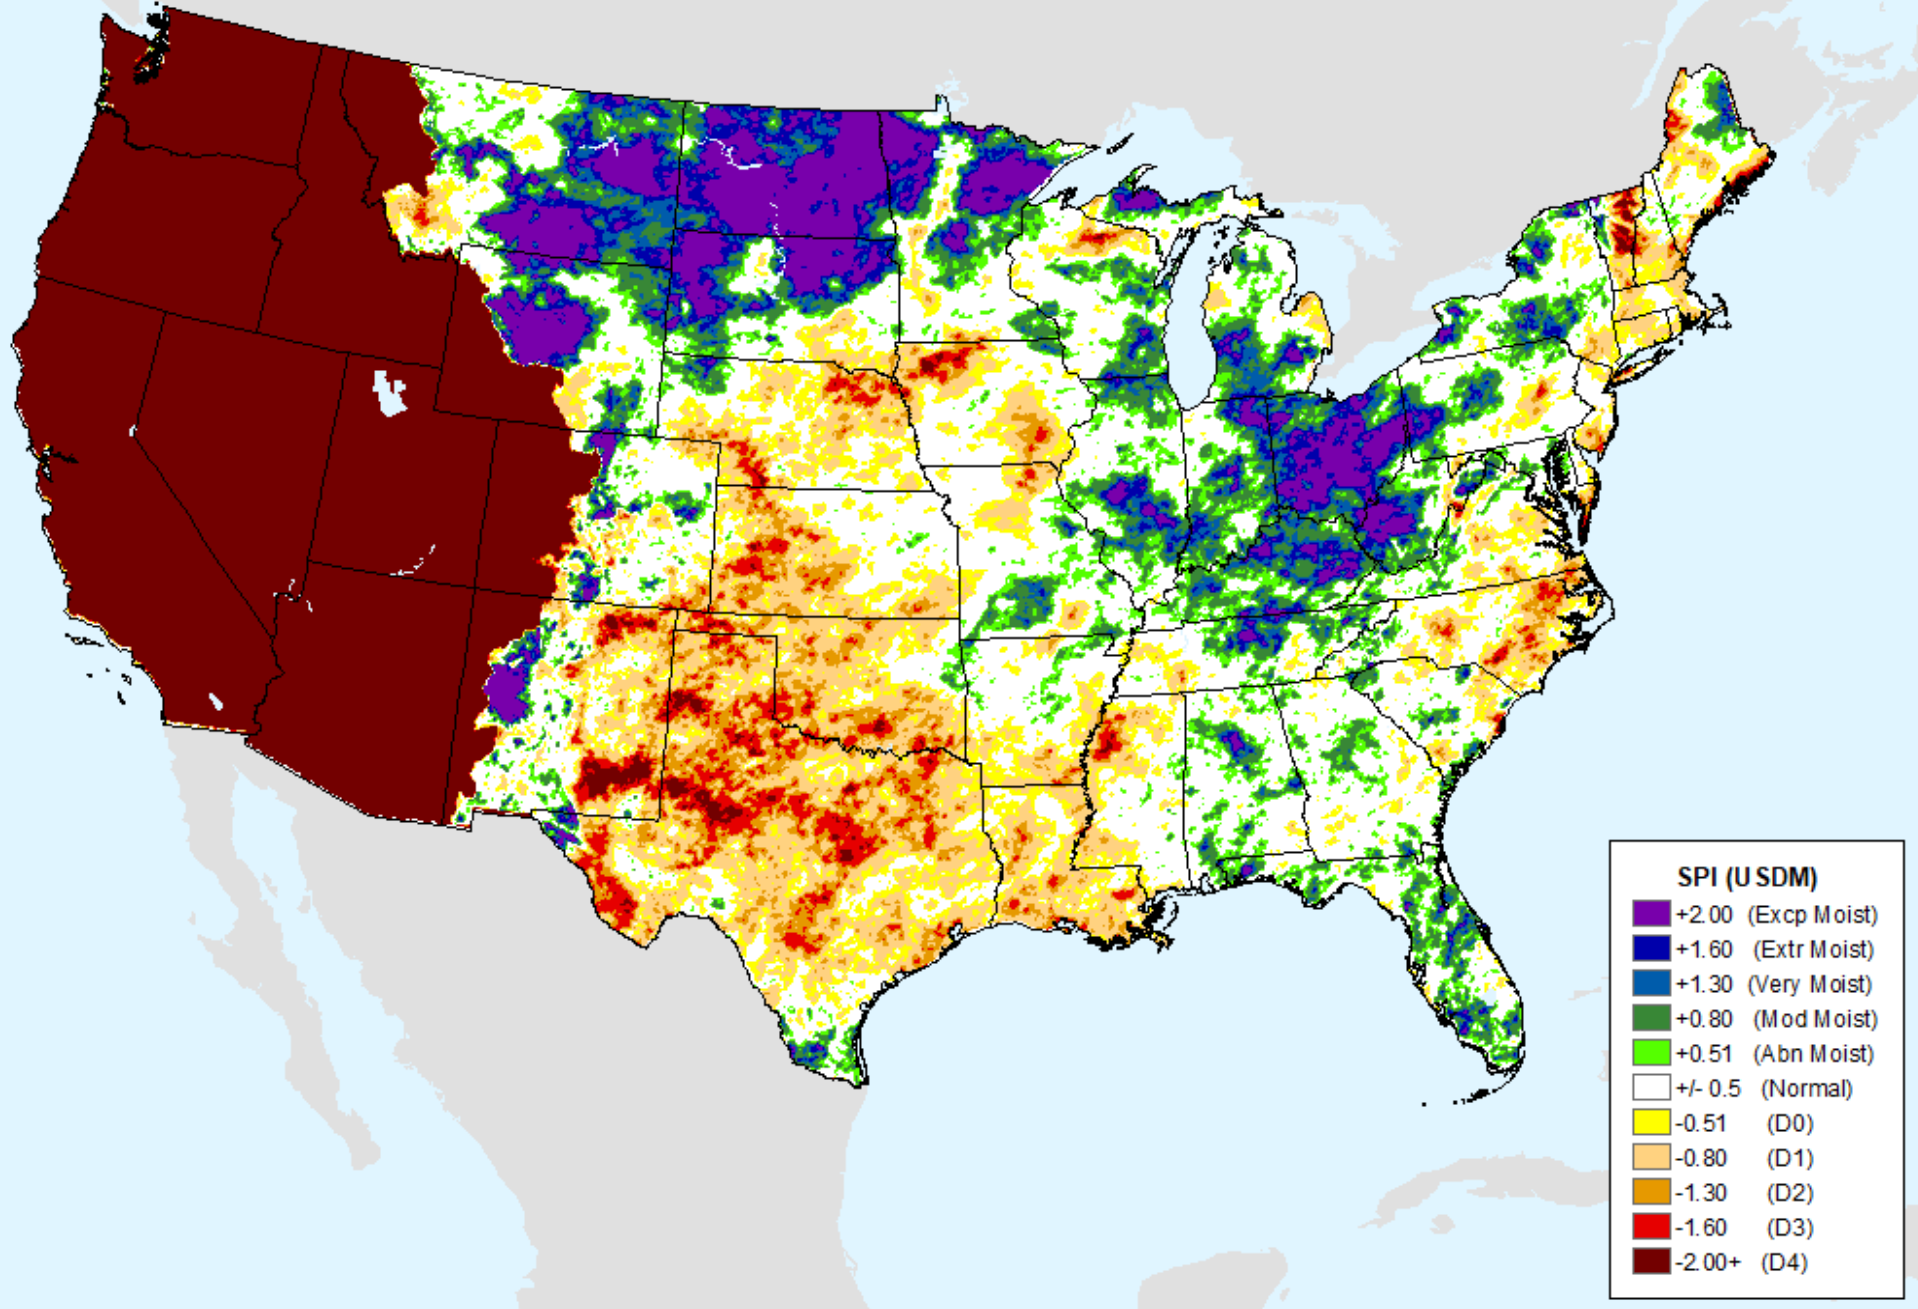 SPI (USDM)
+2.00 (Excp Moist)
+1.60 (Extr Moist)
+1.30 (Very Moist)
+0.80 (Mod Moist)
+0.51 (Abn Moist)
+/- 0.5 (Normal)
-0.51 (D0)
-0.80 (D1)
-1.30 (D2)
-1.60 (D3)
-2.00+ (D4)